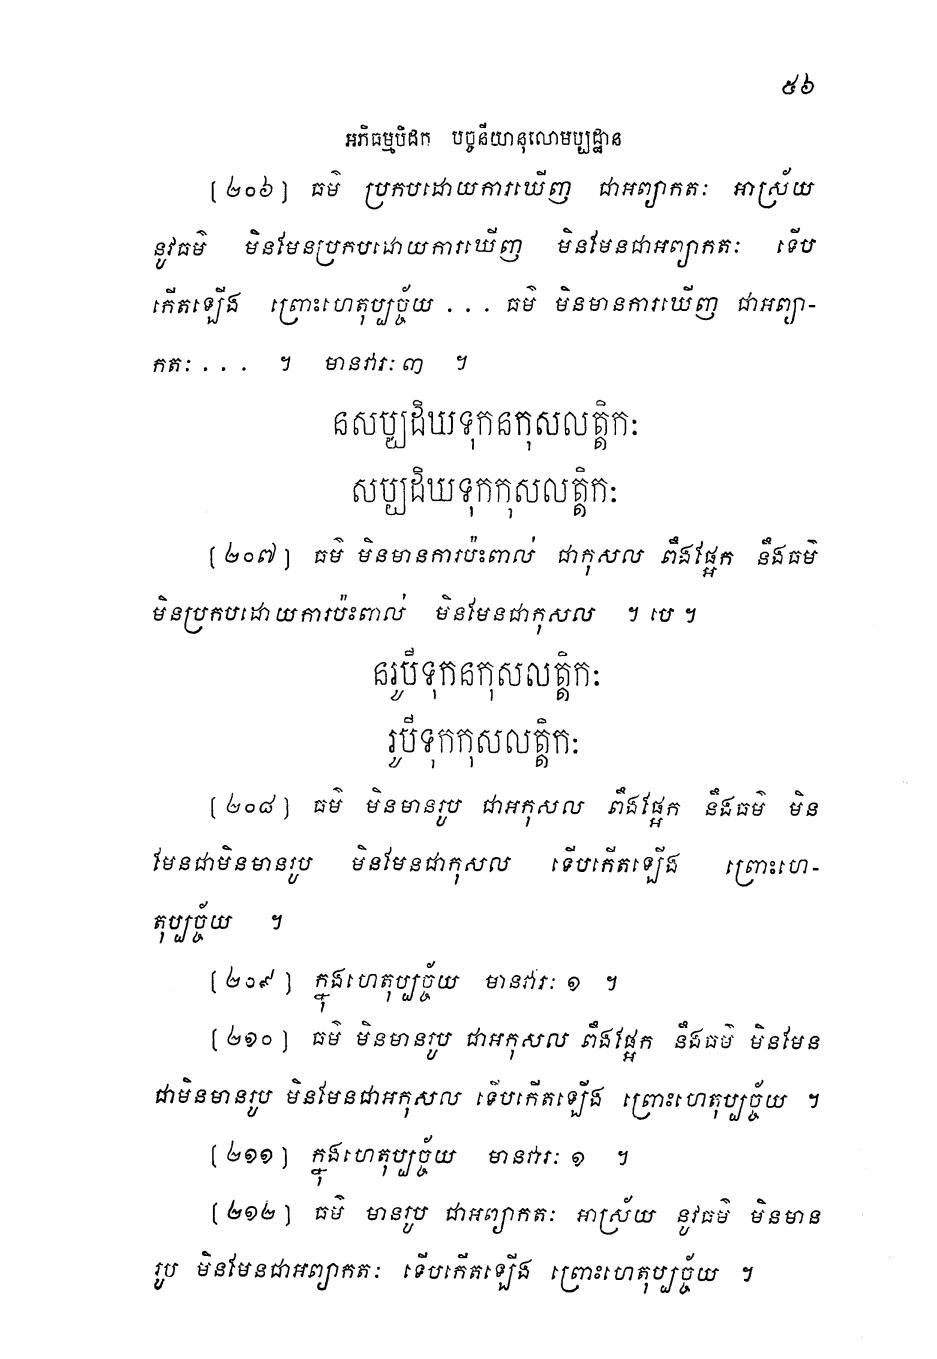 ៥៦
អភិធម្មបិដក បច្ចនីយានុលោមប្បដ្ឋាន
[២០៦] ធម៌ ប្រកបដោយការឃើញ ជាអព្យាកតៈ អាស្រ័យ
នូវធម៌ មិនមែនប្រកបដោយការឃើញ មិនមែនជាអព្យាកតៈ ទើប
កើតឡើង ព្រោះហេតុប្បច្ច័យ . . . ធម៌ មិនមានការឃើញ ជាអព្យា-
កតៈ . . . ។ មានវារៈ ៣ ។
នសប្បដិឃទុកនកុសលត្តិកៈ
សប្បដិឃទុកកុសលត្តិកៈ
[២០៧] ធម៌ មិនមានការប៉ះពាល់ ជាកុសល ពឹងផ្អែក នឹងធម៌
មិនប្រកបដោយការប៉ះពាល់ មិនមែនជាកុសល ។ បេ ។
នរូបីទុកនកុសលត្តិកៈ
រូបីទុកកុសលត្តិកៈ
[២០៨] ធម៌ មិនមានរូប ជាអកុសល ពឹងផ្អែក នឹងធម៌ មិន
មែនជាមិនមានរូប មិនមែនជាកុសល ទើបកើតឡើង ព្រោះហេ-
តុប្បច្ច័យ ។
[២០៩] ក្នុងហេតុប្បច្ច័យ មានវារៈ ១ ។
[២១០] ធម៌ មិនមានរូប ជាអកុសល ពឹងផ្អែក នឹងធម៌ មិនមែន
ជាមិនមានរូប មិនមែនជាអកុសល ទើបកើតឡើង ព្រោះហេតុប្បច្ច័យ ។
[២១១] ក្នុងហេតុប្បច្ច័យ មានវារៈ ១ ។
[២១២] ធម៌ មានរូប ជាអព្យាកតៈ អាស្រ័យ នូវធម៌ មិនមាន
រូប មិនមែនជាអព្យាកតៈ ទើបកើតឡើង ព្រោះហេតុប្បច្ច័យ ។